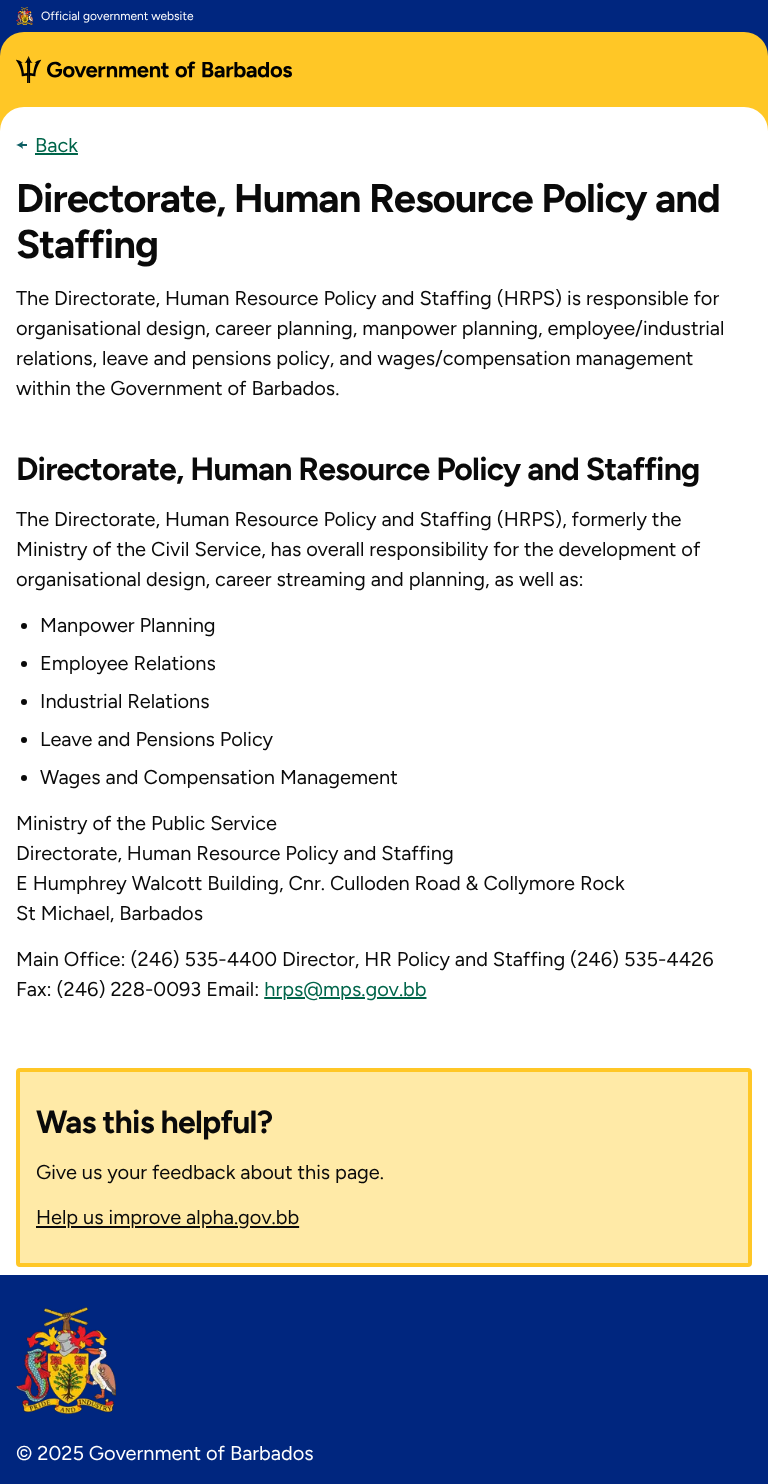 Official government website
Government of Barbados
Back
Directorate, Human Resource Policy and
Staffing
The Directorate, Human Resource Policy and Staffing (HRPS) is responsible for
organisational design, career planning, manpower planning, employee/industrial
relations, leave and pensions policy, and wages/compensation management
within the Government of Barbados.
Directorate, Human Resource Policy and Staffing
The Directorate, Human Resource Policy and Staffing (HRPS), formerly the
Ministry of the Civil Service, has overall responsibility for the development of
organisational design, career streaming and planning, as well as:
• Manpower Planning
• Employee Relations
• Industrial Relations
• Leave and Pensions Policy
• Wages and Compensation Management
Ministry of the Public Service
Directorate, Human Resource Policy and Staffing
E Humphrey Walcott Building, Cnr. Culloden Road & Collymore Rock
St Michael, Barbados
Main Office: (246) 535-4400 Director, HR Policy and Staffing (246) 535-4426
Fax: (246) 228-0093 Email: hrps@mps.gov.bb
Was this helpful?
Give us your feedback about this page.
Help us improve alpha.gov.bb
PRIDE AND INDUSTRY
© 2025 Government of Barbados